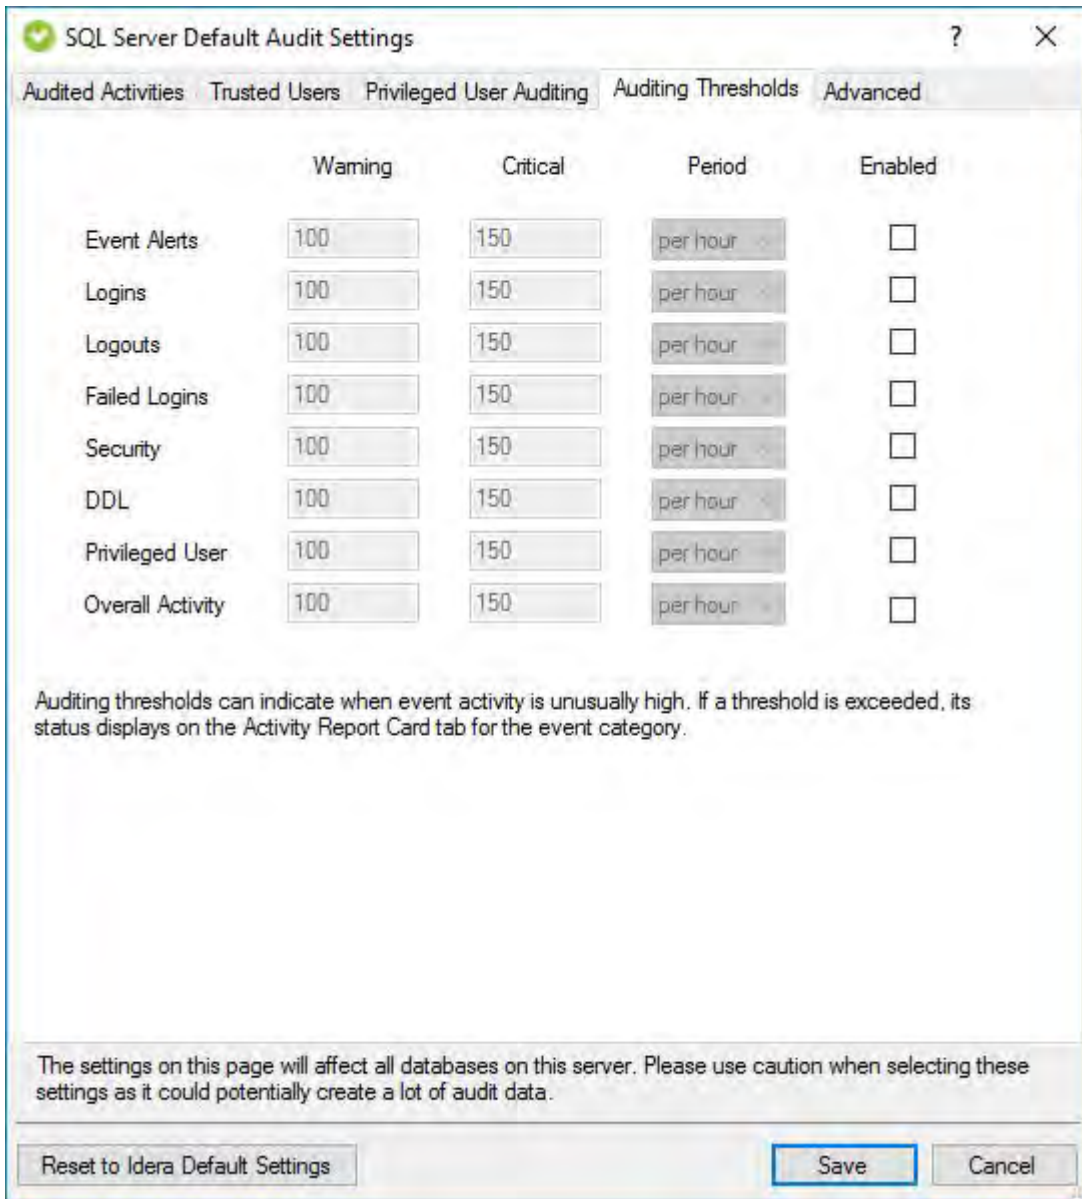 SQL Server Default Audit Settings ? X
Audited Activities Trusted Users Privileged User Auditing Auditing Thresholds Advanced
Warning Critical Period Enabled
Event Alerts 100 150 per hour
Logins 100 150 per hour
Logouts 100 150 per hour
Failed Logins 100 150 per hour
Security 100 150 per hour
DDL 100 150 per hour
Privileged User 100 150 per hour
Overall Activity 100 150 per hour
Auditing thresholds can indicate when event activity is unusually high. If a threshold is exceeded, its
status displays on the Activity Report Card tab for the event category.
The settings on this page will affect all databases on this server. Please use caution when selecting these
settings as it could potentially create a lot of audit data.
Reset to Idera Default Settings Save Cancel